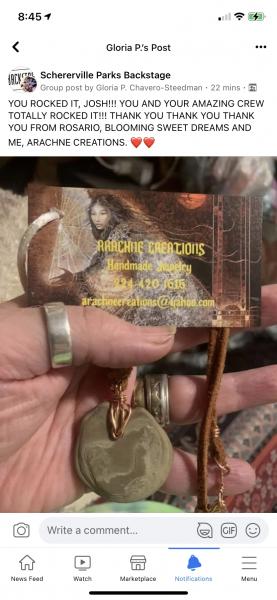 8:45
Gloria P.'s Post
Schererville Parks Backstage
Group post by Gloria P. Chavero-Steedman · 22 mins ·
YOU ROCKED IT, JOSH!!! YOU AND YOUR AMAZING CREW
TOTALLY ROCKED IT!!! THANK YOU THANK YOU THANK
YOU FROM ROSARIO, BLOOMING SWEET DREAMS AND
ME, ARACHNE CREATIONS. ❤️❤️
ARACHNE CREATIONS
Handmade Jewelry
224-420-1616
arachnecreations@yahoo.com
Write a comment...
GIF
News Feed
Watch
Marketplace
Notifications
Menu